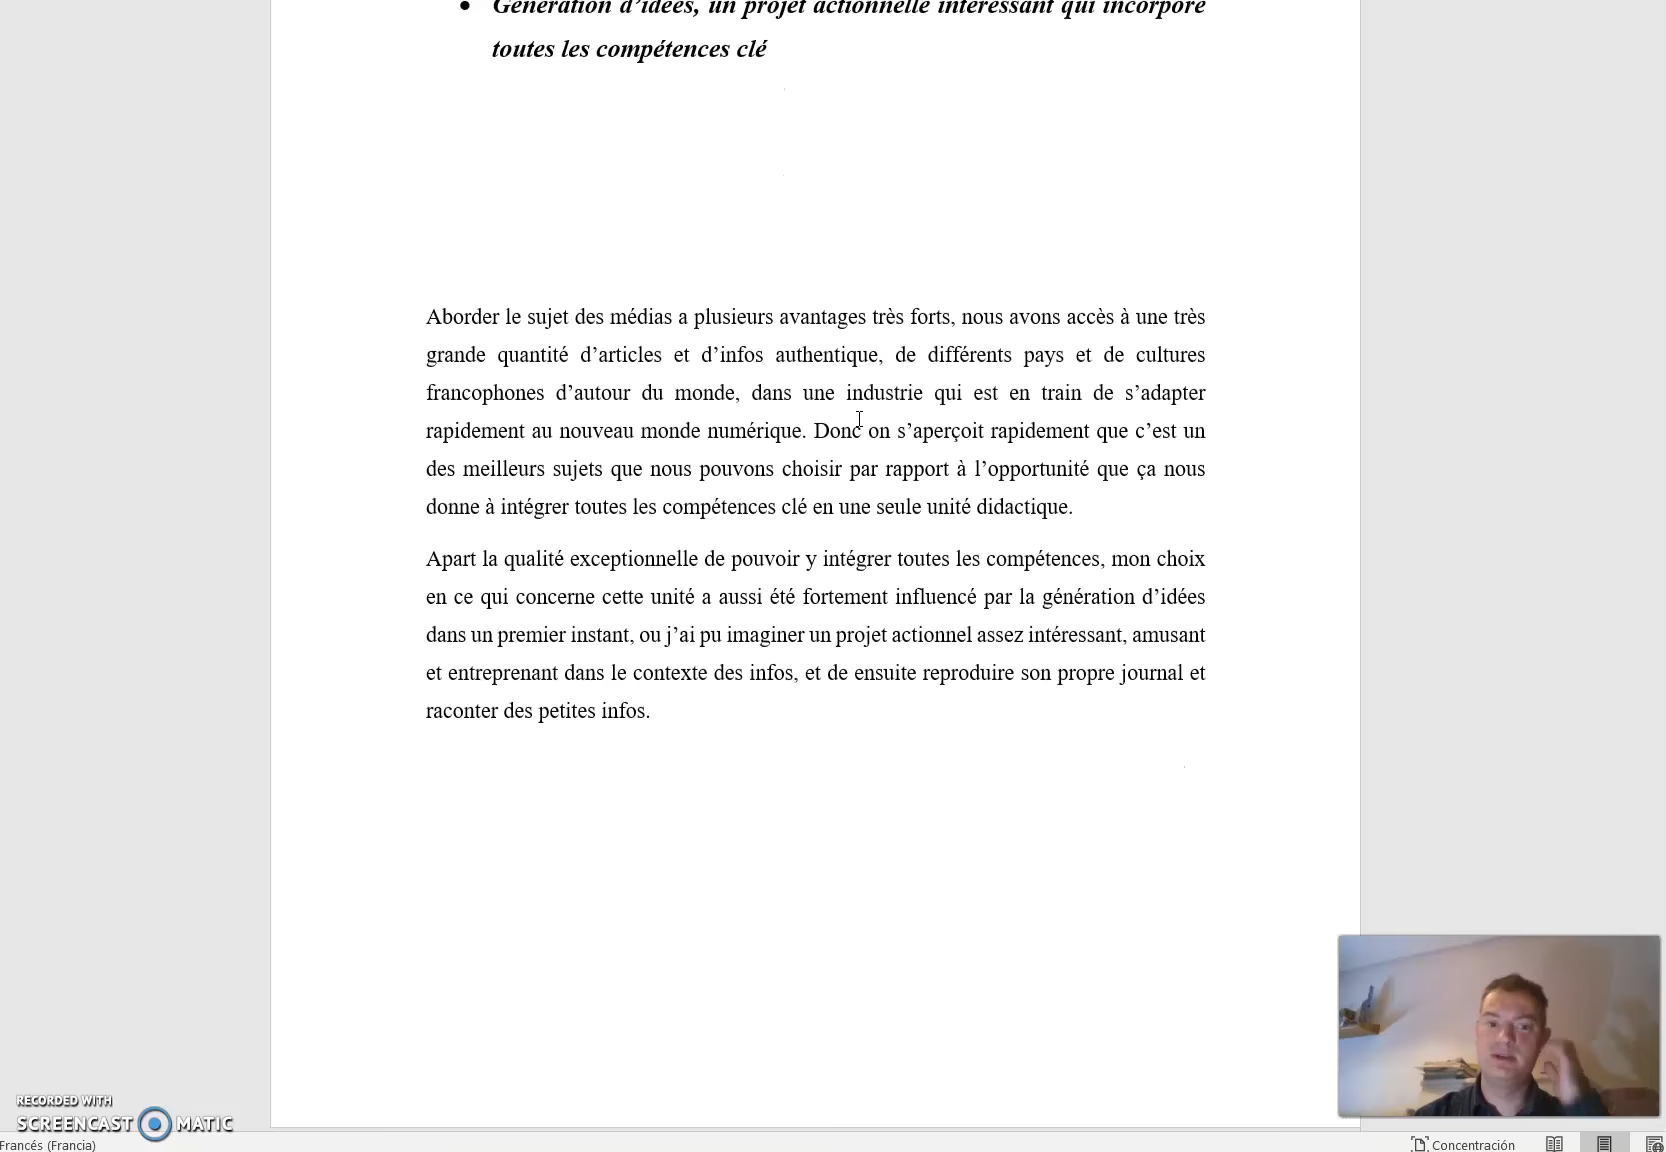 Génération d’idées, un projet actionnelle intéressant qui incorpore
toutes les compétences clé
Aborder le sujet des médias a plusieurs avantages très forts, nous avons accès à une très
grande quantité d’articles et d’infos authentique, de différents pays et de cultures
francophones d’autour du monde, dans une industrie qui est en train de s’adapter
rapidement au nouveau monde numérique. Donc on s’aperçoit rapidement que c’est un
des meilleurs sujets que nous pouvons choisir par rapport à l’opportunité que ça nous
donne à intégrer toutes les compétences clé en une seule unité didactique.
Apart la qualité exceptionnelle de pouvoir y intégrer toutes les compétences, mon choix
en ce qui concerne cette unité a aussi été fortement influencé par la génération d’idées
dans un premier instant, ou j’ai pu imaginer un projet actionnel assez intéressant, amusant
et entreprenant dans le contexte des infos, et de ensuite reproduire son propre journal et
raconter des petites infos.
RECORDED WITH
SCREENCAST MATIC
Francés (Francia)
Concentración